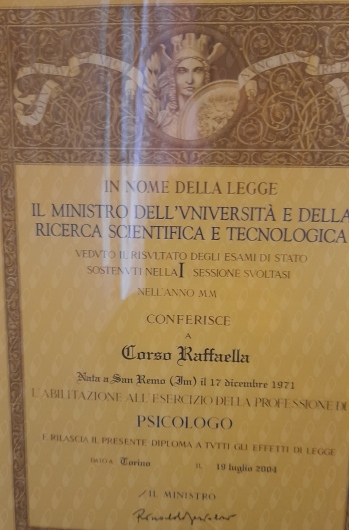 IN NOME DELLA LEGGE
IL MINISTRO DELL'VNIVERSITÀ E DELLA
RICERCA SCIENTIFICA E TECNOLOGICA
VEDVTO IL RISVLTATO DEGLI ESAMI DI STATO
SOSTENVTI NELLA I SESSIONE SVOLTASI
NELL'ANNO MM
CONFERISCE
A
Corso Raffaella
Nata a San Remo (Im) il 17 dicembre 1971
L'ABILITAZIONE ALL'ESERCIZIO DELLA PROFESSIONE DI
PSICOLOGO
E RILASCIA IL PRESENTE DIPLOMA A TVTTI GLI EFFETTI DI LEGGE
DATO A Torino IL 19 luglio 2004
IL MINISTRO